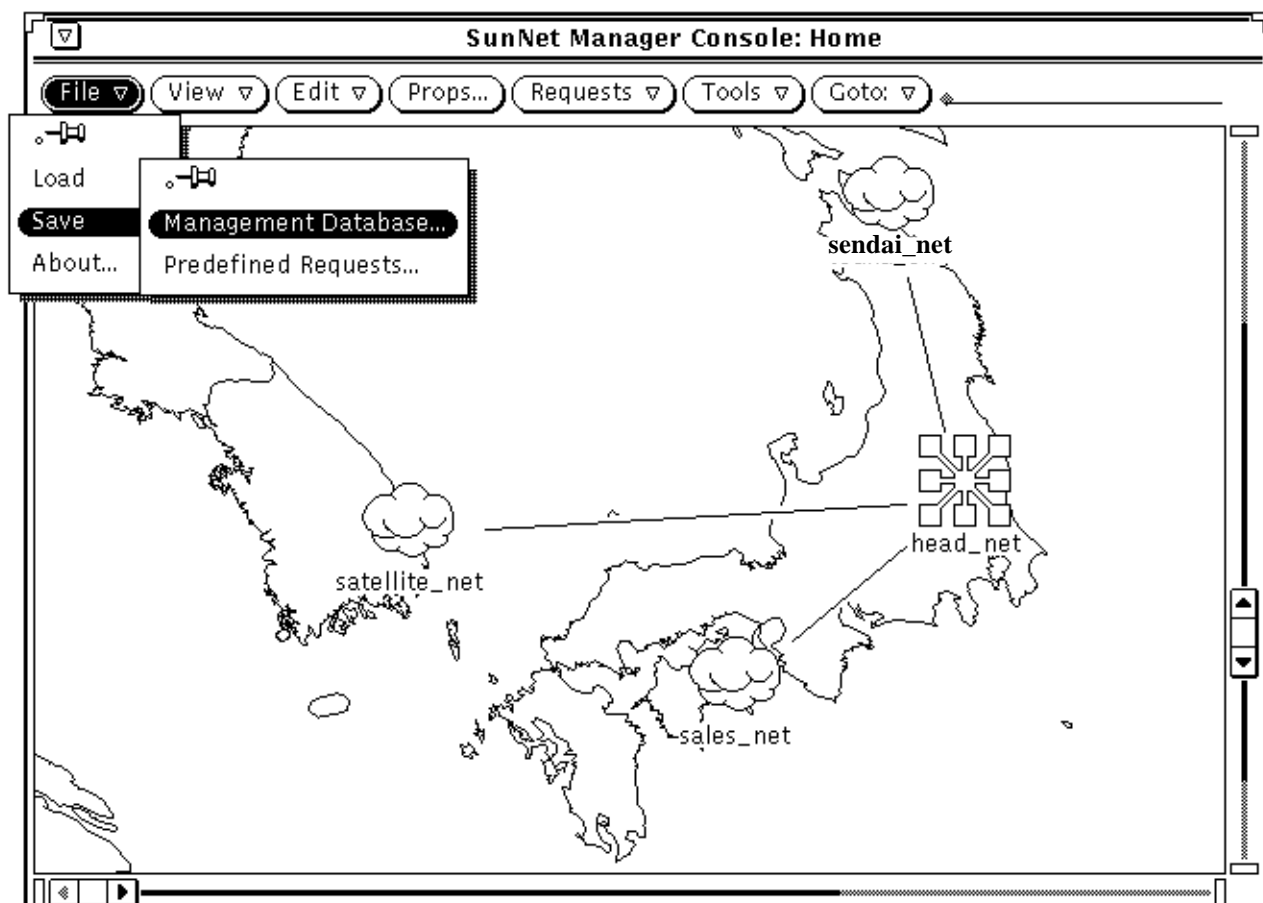 SunNet Manager Console: Home
File View Edit Props... Requests Tools Goto:
Load
Save
About...
Management Database...
Predefined Requests...
sendai_net
head_net
satellite_net
sales_net